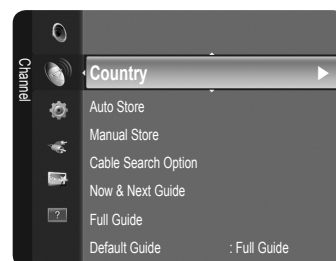 Channel
Country
Auto Store
Manual Store
Cable Search Option
Now & Next Guide
Full Guide
Default Guide : Full Guide
?